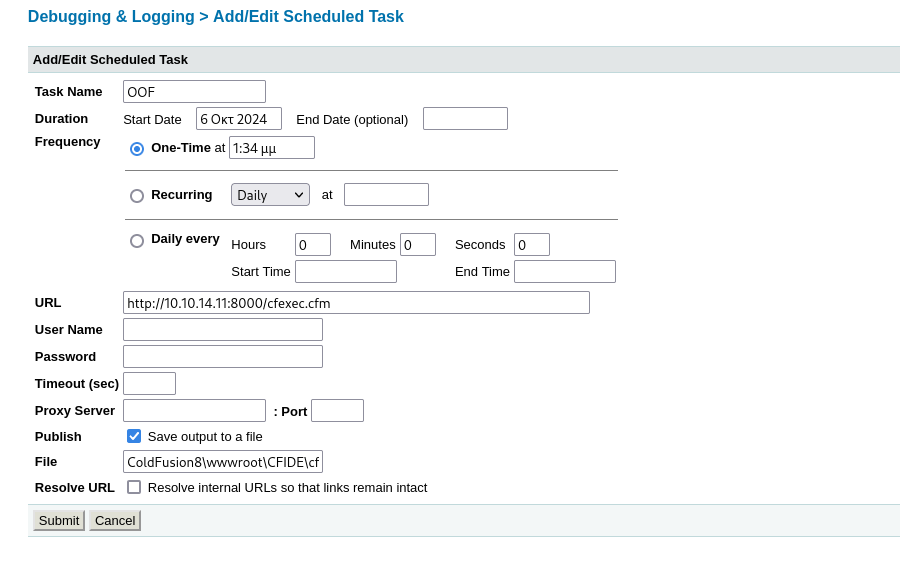 Debugging & Logging > Add/Edit Scheduled Task
Add/Edit Scheduled Task
Task Name OOF
Duration Start Date 6 Οκτ 2024 End Date (optional)
Frequency
One-Time at 1:34 μμ
Recurring Daily at
Daily every Hours 0 Minutes 0 Seconds 0
Start Time End Time
URL http://10.10.14.11:8000/cfexec.cfm
User Name
Password
Timeout (sec)
Proxy Server : Port
Publish Save output to a file
File ColdFusion8\wwwroot\CFIDE\cf
Resolve URL Resolve internal URLs so that links remain intact
Submit Cancel